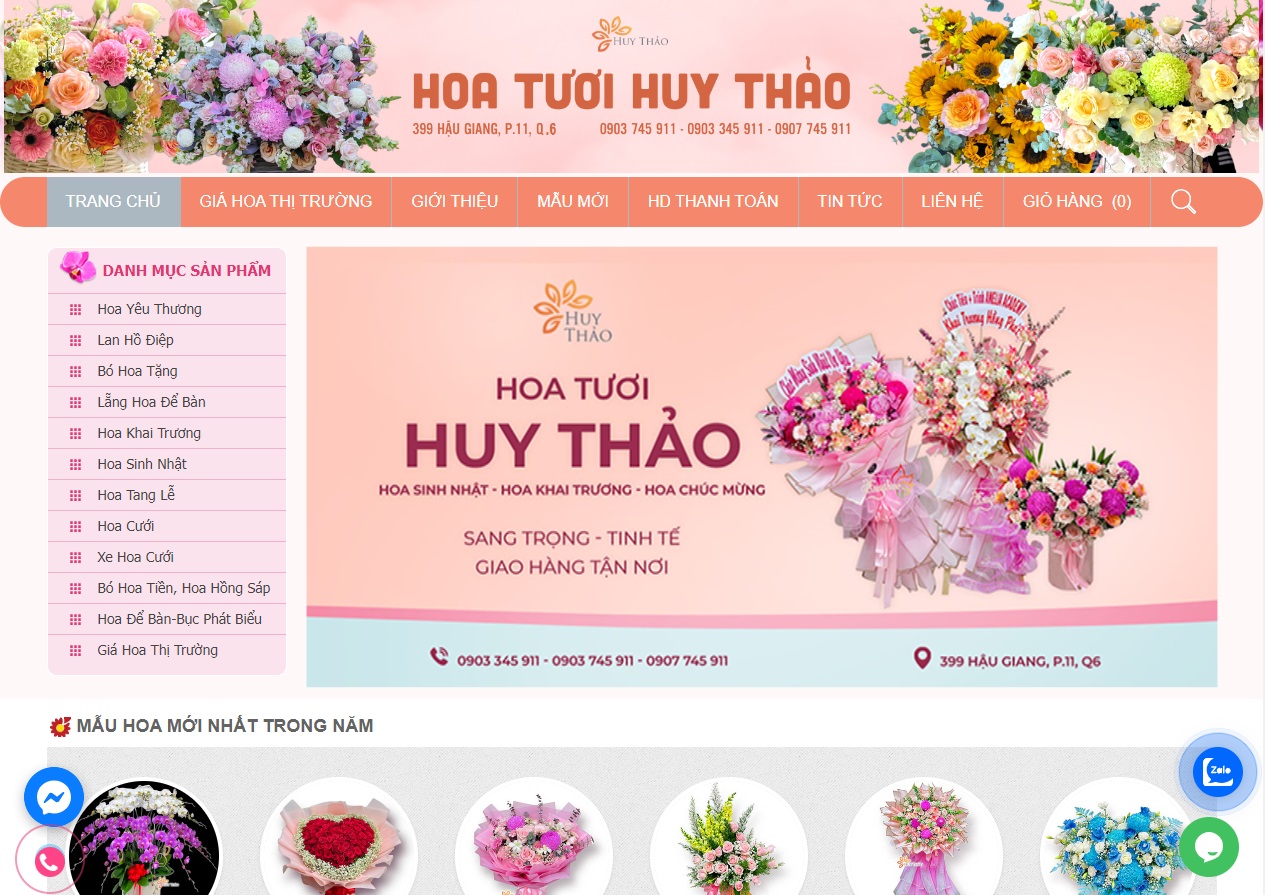 HUY THẢO
HOA TƯƠI HUY THẢO
399 HẬU GIANG, P.11, Q.6 0903 745 911 - 0903 345 911 - 0907 745 911
TRANG CHỦ GIÁ HOA THỊ TRƯỜNG GIỚI THIỆU MẪU MỚI HD THANH TOÁN TIN TỨC LIÊN HỆ GIỎ HÀNG (0)
DANH MỤC SẢN PHẨM
Hoa Yêu Thương
Lan Hồ Điệp
Bó Hoa Tặng
Lẵng Hoa Để Bàn
Hoa Khai Trương
Hoa Sinh Nhật
Hoa Tang Lễ
Hoa Cưới
Xe Hoa Cưới
Bó Hoa Tiền, Hoa Hồng Sáp
Hoa Để Bàn-Bục Phát Biểu
Giá Hoa Thị Trường
HUY
THẢO
HOA TƯƠI
HUY THẢO
HOA SINH NHẬT - HOA KHAI TRƯƠNG - HOA CHÚC MỪNG
SANG TRỌNG - TINH TẾ
GIAO HÀNG TẬN NƠI
Khai Trương Hồng Phát
0903 345 911 - 0903 745 911 - 0907 745 911
399 HẬU GIANG, P.11, Q6
MẪU HOA MỚI NHẤT TRONG NĂM
Zalo